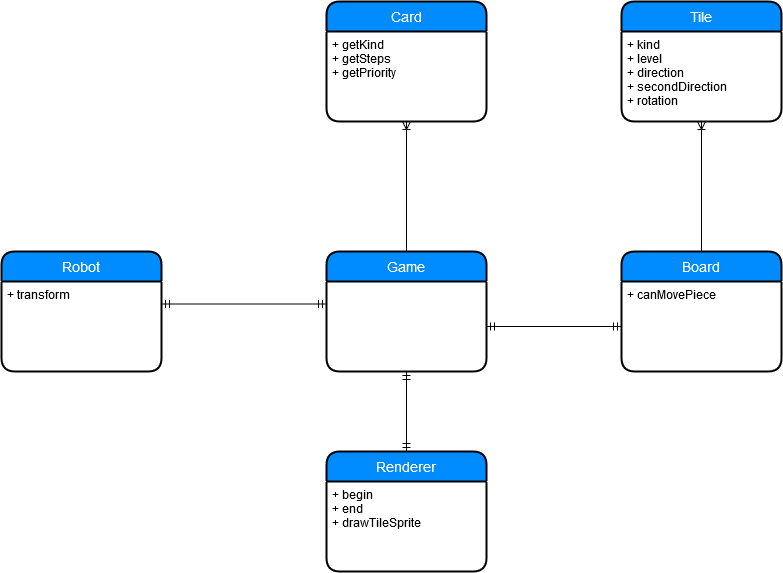 Card
+ getKind
+ getSteps
+ getPriority
Tile
+ kind
+ level
+ direction
+ secondDirection
+ rotation
Robot
+ transform
Game
Board
+ canMovePiece
Renderer
+ begin
+ end
+ drawTileSprite